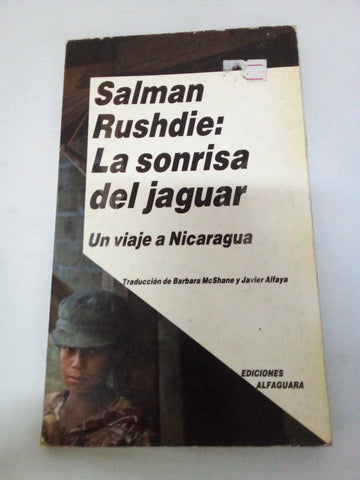 Salman
Rushdie:
La sonrisa
del jaguar
Un viaje a Nicaragua
Traducción de Barbara McShane y Javier Alfaya
EDICIONES
ALFAGUARA